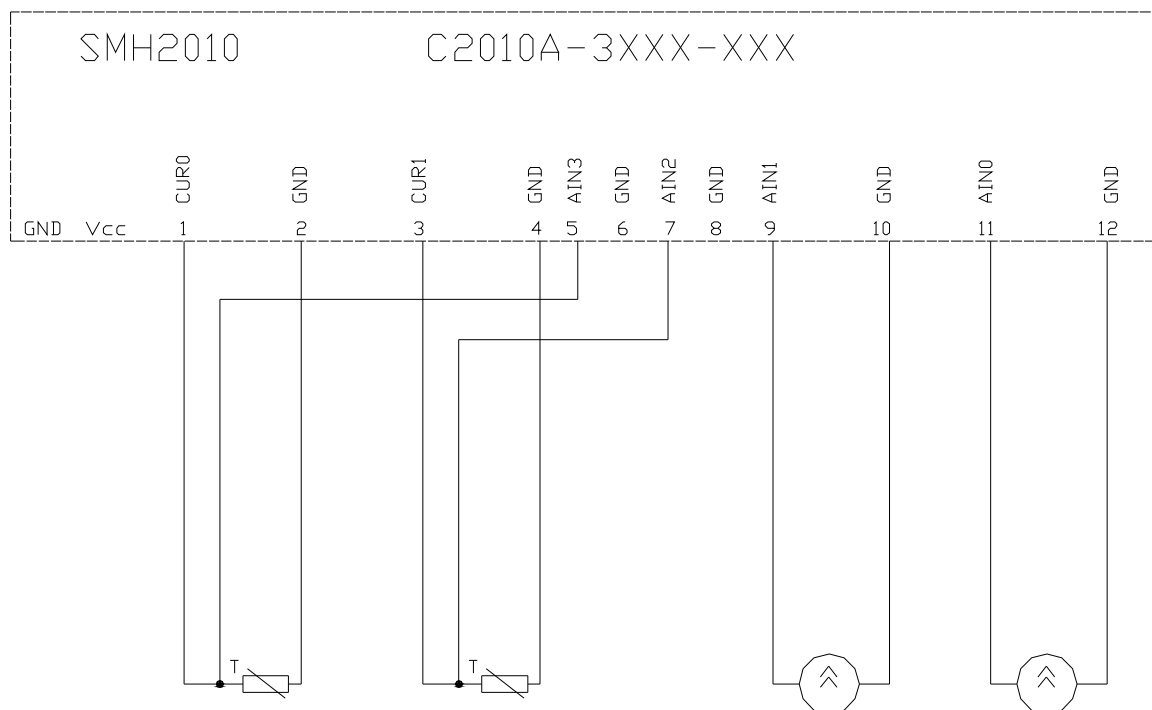 SMH2010 C2010A-3XXX-XXX
CUR0 GND CUR1 GND AIN3 GND AIN2 GND AIN1 GND AIN0 GND
GND Vcc 1 2 3 4 5 6 7 8 9 10 11 12
T T